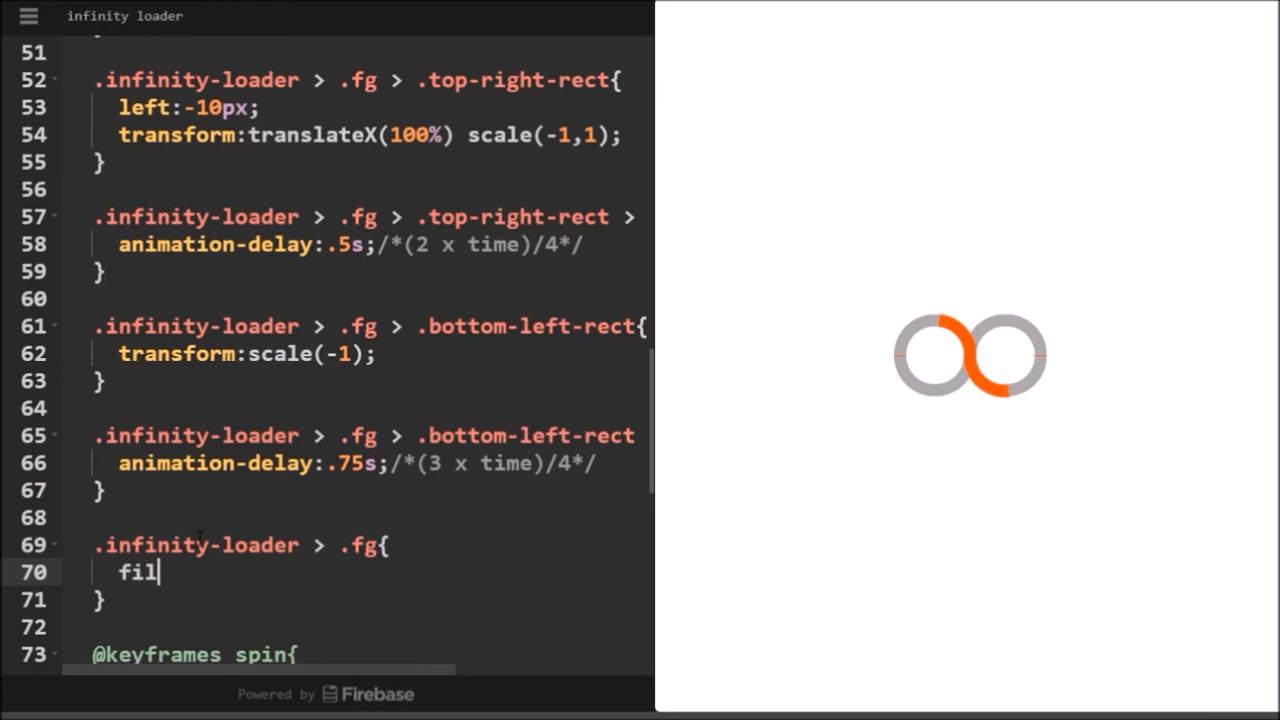 infinity loader
51
52 .infinity-loader > .fg > .top-right-rect{
53 left:-10px;
54 transform:translateX(100%) scale(-1,1);
55 }
56
57 .infinity-loader > .fg > .top-right-rect >
58 animation-delay:.5s;/*(2 x time)/4*/
59 }
60
61 .infinity-loader > .fg > .bottom-left-rect{
62 transform:scale(-1);
63 }
64
65 .infinity-loader > .fg > .bottom-left-rect
66 animation-delay:.75s;/*(3 x time)/4*/
67 }
68
69 .infinity-loader > .fg{
70 fil
71 }
72
73 @keyframes spin{
Powered by Firebase